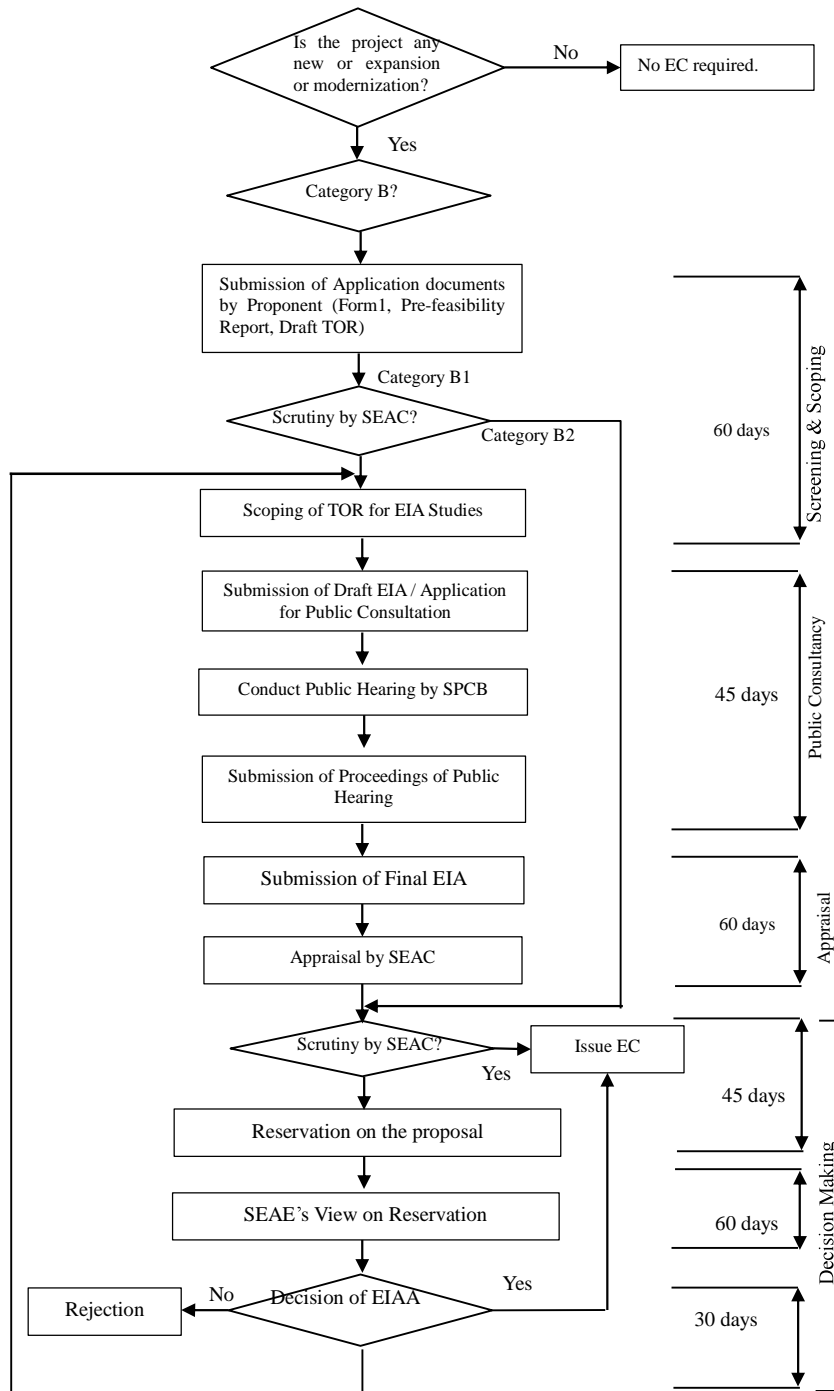 Is the project any
new or expansion
or modernization?
No
No EC required.
Yes
Category B?
Submission of Application documents
by Proponent (Form1, Pre-feasibility
Report, Draft TOR)
Category B1
Scrutiny by SEAC?
Category B2
60 days
Screening & Scoping
Scoping of TOR for EIA Studies
Submission of Draft EIA / Application
for Public Consultation
Conduct Public Hearing by SPCB
45 days
Public Consultancy
Submission of Proceedings of Public
Hearing
Submission of Final EIA
60 days
Appraisal
Appraisal by SEAC
Scrutiny by SEAC?
Yes
Issue EC
45 days
Reservation on the proposal
SEAE's View on Reservation
60 days
Decision Making
Decision of EIAA
No
Yes
Rejection
30 days